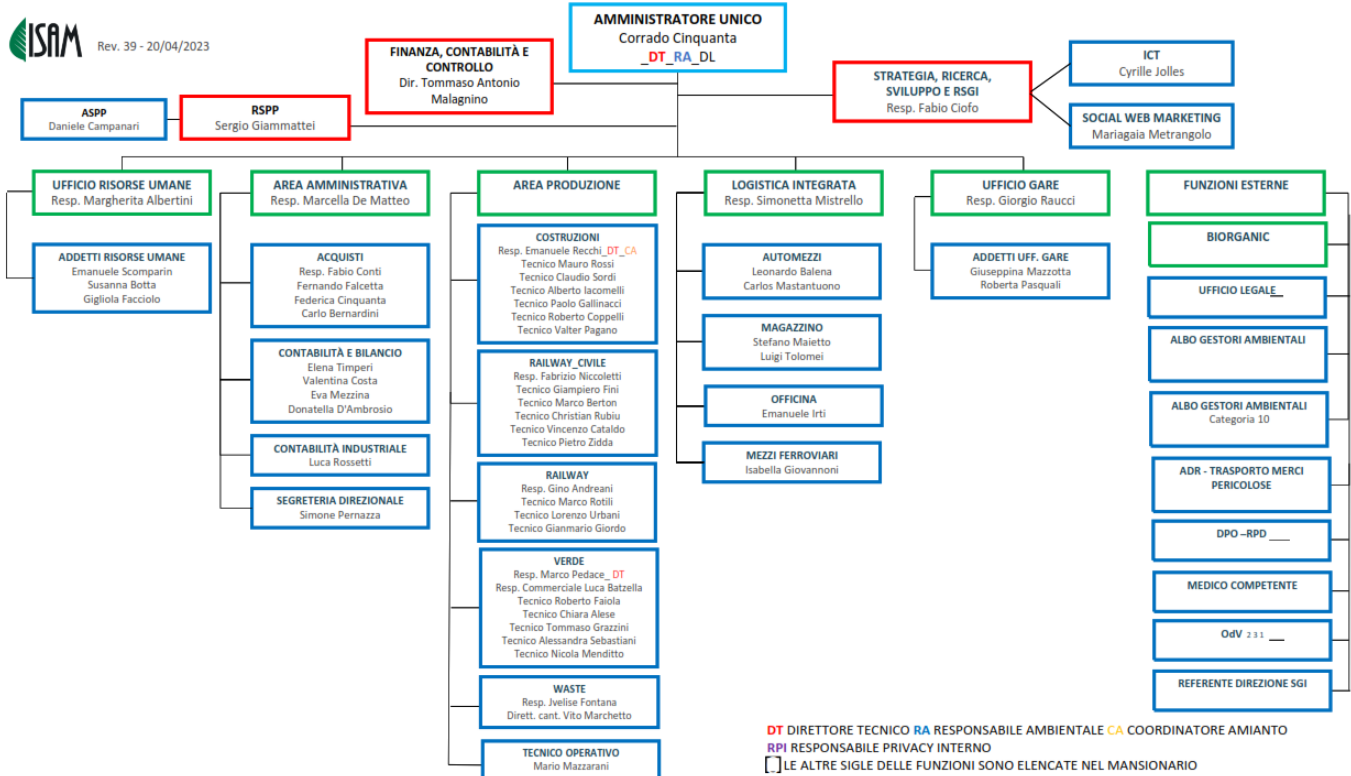 ISAM
Rev. 39 - 20/04/2023
AMMINISTRATORE UNICO
Corrado Cinquanta
_DT_RA_DL
FINANZA, CONTABILITÀ E
CONTROLLO
Dir. Tommaso Antonio
Malagnino
STRATEGIA, RICERCA,
SVILUPPO E RSGI
Resp. Fabio Ciofo
ICT
Cyrille Jolles
SOCIAL WEB MARKETING
Mariagaia Metrangolo
ASPP
Daniele Campanari
RSPP
Sergio Giammattei
UFFICIO RISORSE UMANE
Resp. Margherita Albertini
ADDETTI RISORSE UMANE
Emanuele Scomparin
Susanna Botta
Gigliola Facciolo
AREA AMMINISTRATIVA
Resp. Marcella De Matteo
ACQUISTI
Resp. Fabio Conti
Fernando Falcetta
Federica Cinquanta
Carlo Bernardini
CONTABILITÀ E BILANCIO
Elena Timperi
Valentina Costa
Eva Mezzina
Donatella D'Ambrosio
CONTABILITÀ INDUSTRIALE
Luca Rossetti
SEGRETERIA DIREZIONALE
Simone Pernazza
AREA PRODUZIONE
COSTRUZIONI
Resp. Emanuele Recchi_DT_CA
Tecnico Mauro Rossi
Tecnico Claudio Sordi
Tecnico Alberto Iacomelli
Tecnico Paolo Gallinacci
Tecnico Roberto Coppelli
Tecnico Valter Pagano
RAILWAY_CIVILE
Resp. Fabrizio Niccoletti
Tecnico Giampiero Fini
Tecnico Marco Berton
Tecnico Christian Rubiu
Tecnico Vincenzo Cataldo
Tecnico Pietro Zidda
RAILWAY
Resp. Gino Andreani
Tecnico Marco Rotili
Tecnico Lorenzo Urbani
Tecnico Gianmario Giordo
VERDE
Resp. Marco Pedace_ DT
Resp. Commerciale Luca Batzella
Tecnico Roberto Faiola
Tecnico Chiara Alese
Tecnico Tommaso Grazzini
Tecnico Alessandra Sebastiani
Tecnico Nicola Menditto
WASTE
Resp. Jvelise Fontana
Dirett. cant. Vito Marchetto
TECNICO OPERATIVO
Mario Mazzarani
LOGISTICA INTEGRATA
Resp. Simonetta Mistrello
AUTOMEZZI
Leonardo Balena
Carlos Mastantuono
MAGAZZINO
Stefano Maietto
Luigi Tolomei
OFFICINA
Emanuele Irti
MEZZI FERROVIARI
Isabella Giovannoni
UFFICIO GARE
Resp. Giorgio Raucci
ADDETTI UFF. GARE
Giuseppina Mazzotta
Roberta Pasquali
FUNZIONI ESTERNE
BIORGANIC
UFFICIO LEGALE__
ALBO GESTORI AMBIENTALI
ALBO GESTORI AMBIENTALI
Categoria 10
ADR - TRASPORTO MERCI
PERICOLOSE
DPO –RPD ___
MEDICO COMPETENTE
OdV 2 3 1 __
REFERENTE DIREZIONE SGI
DT DIRETTORE TECNICO RA RESPONSABILE AMBIENTALE CA COORDINATORE AMIANTO
RPI RESPONSABILE PRIVACY INTERNO
[_] LE ALTRE SIGLE DELLE FUNZIONI SONO ELENCATE NEL MANSIONARIO